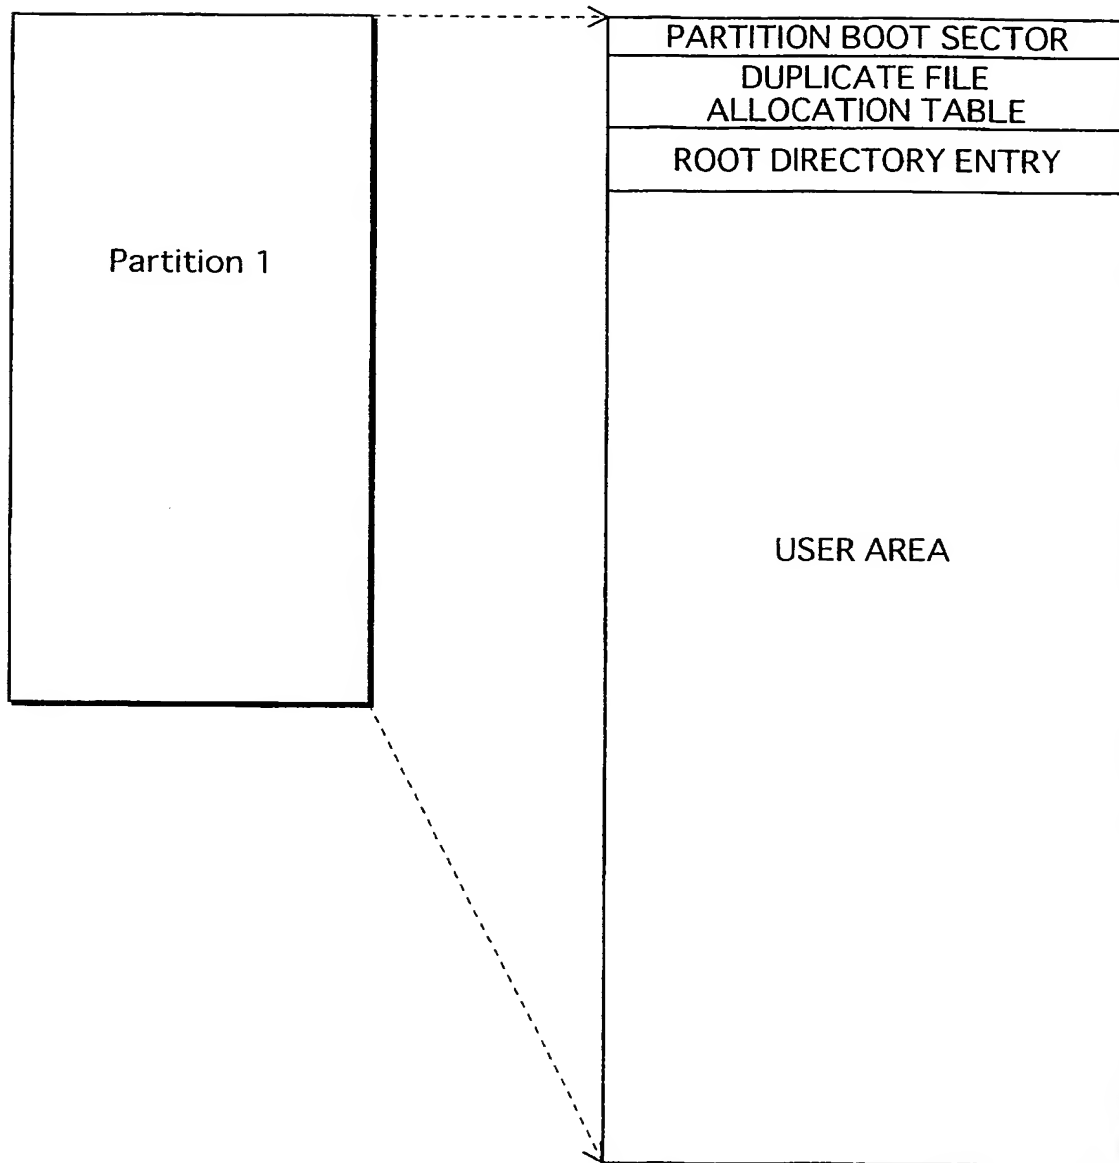 Partition 1
PARTITION BOOT SECTOR
DUPLICATE FILE
ALLOCATION TABLE
ROOT DIRECTORY ENTRY
USER AREA